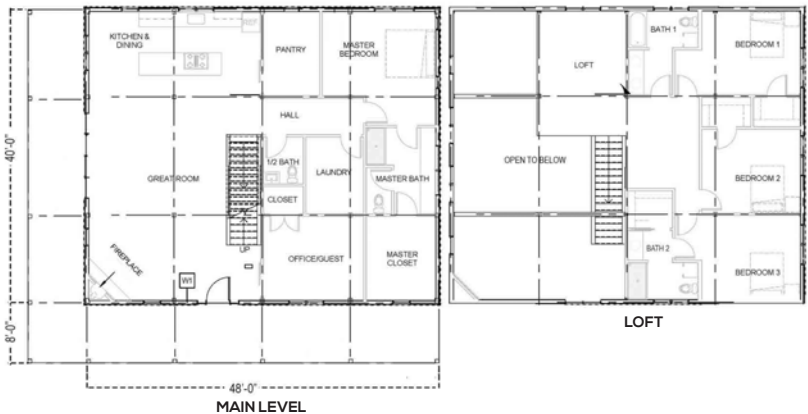 KITCHEN &
DINING
REF
PANTRY
MASTER
BEDROOM
HALL
GREAT ROOM
1/2 BATH
LAUNDRY
MASTER BATH
CLOSET
UP
OFFICE/GUEST
MASTER
CLOSET
FIREPLACE
W1
40'-0"
8'-0"
48'-0"
MAIN LEVEL
BATH 1
BEDROOM 1
LOFT
OPEN TO BELOW
BEDROOM 2
BATH 2
BEDROOM 3
LOFT